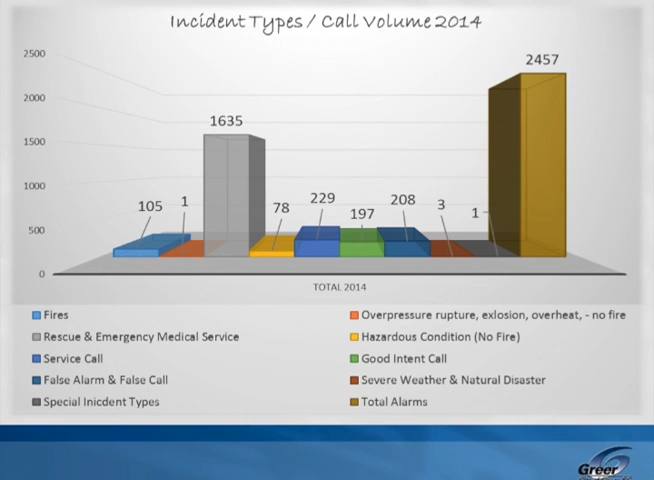 Incident Types / Call Volume 2014
2500
2000
1500
1000
500
0
105
1
1635
78
229
197
208
3
1
2457
TOTAL 2014
Fires
Overpressure rupture, exlosion, overheat, - no fire
Rescue & Emergency Medical Service
Hazardous Condition (No Fire)
Service Call
Good Intent Call
False Alarm & False Call
Severe Weather & Natural Disaster
Special Inicdent Types
Total Alarms
Greer